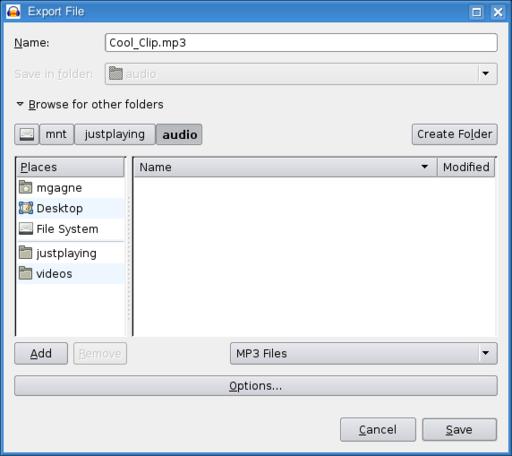 Export File
Name: Cool_Clip.mp3
Save in folder: audio
Browse for other folders
mnt justplaying audio Create Folder
Places Name Modified
mgagne
Desktop
File System
justplaying
videos
Add Remove MP3 Files
Options...
Cancel Save